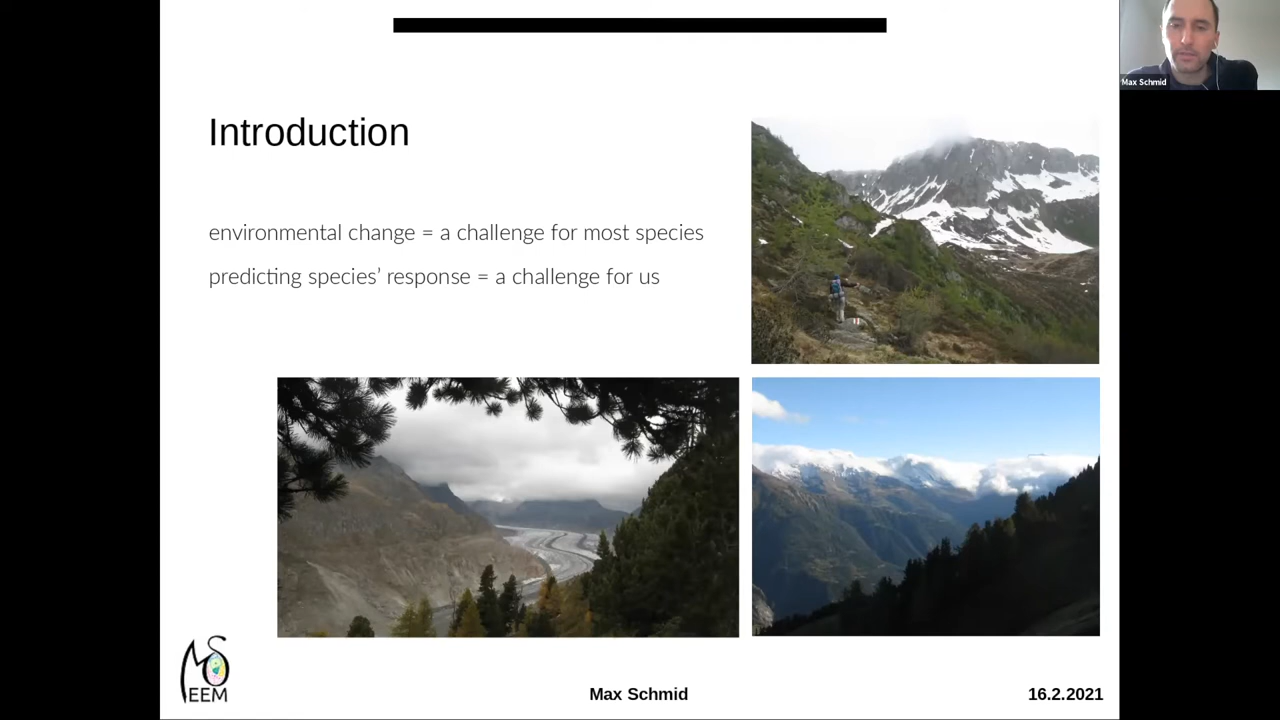 Max Schmid
Introduction
environmental change = a challenge for most species
predicting species’ response = a challenge for us
MS
EEM
Max Schmid
16.2.2021